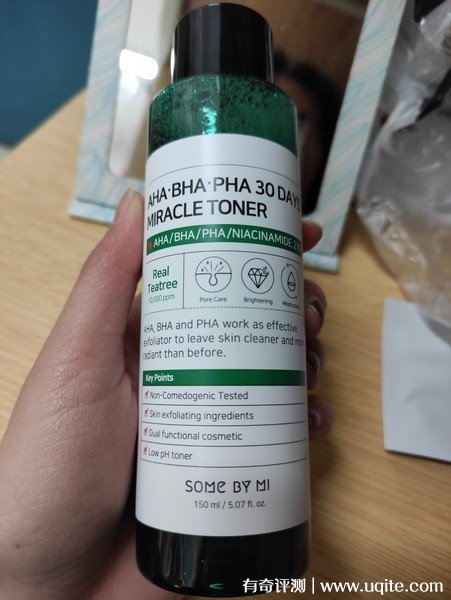 AHA·BHA·PHA 30 DAYS
MIRACLE TONER
AHA/BHA/PHA/NIACINAMIDE
Real
Teatree
10,000 ppm
Pore Care
Brightening
AHA, BHA and PHA work as effective
exfoliator to leave skin cleaner and
radiant than before.
Key Points
Non-Comedogenic Tested
Skin exfoliating ingredients
Dual functional cosmetic
Low pH toner
SOME BY MI
150 ml / 5.07 fl. oz.
有奇评测 | www.uqite.com